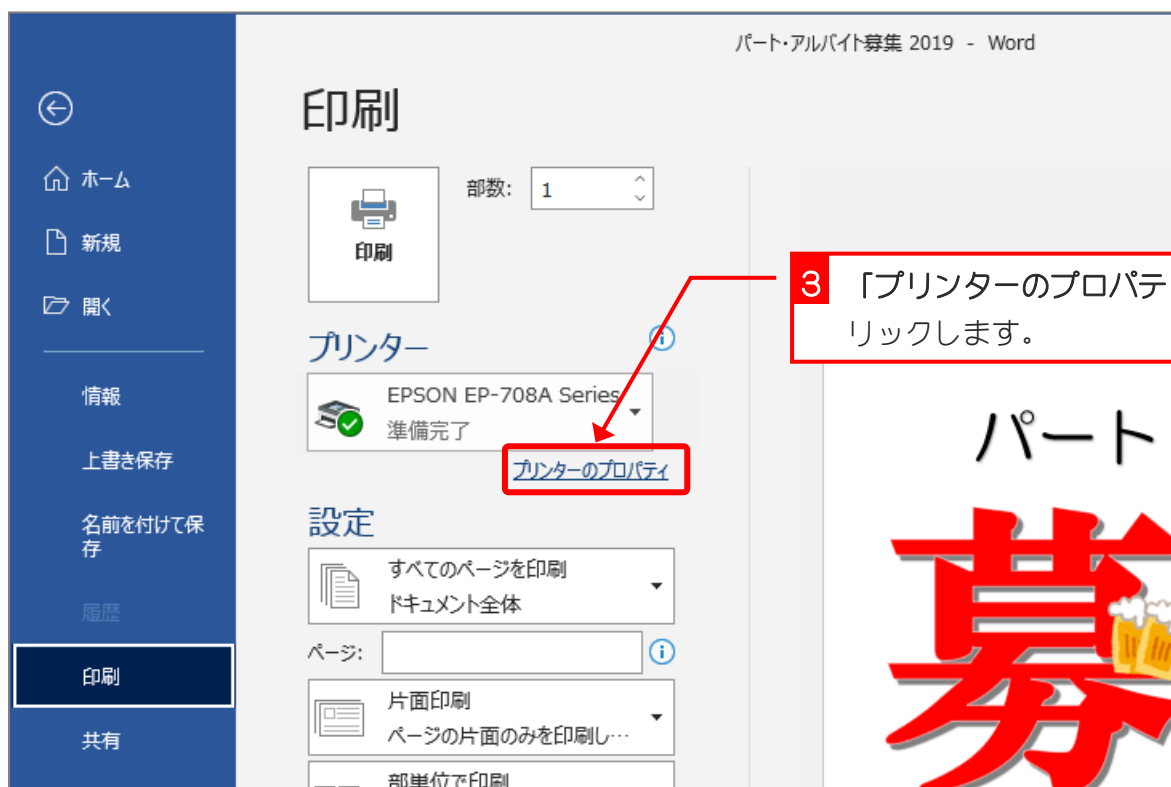 パート・アルバイト募集 2019 - Word
ホーム
新規
開く
情報
上書き保存
名前を付けて保
存
履歴
印刷
共有
印刷
印刷
部数: 1
プリンター
EPSON EP-708A Series
準備完了
プリンターのプロパティ
設定
すべてのページを印刷
ドキュメント全体
ページ:
片面印刷
ページの片面のみを印刷し…
部単位で印刷
3 「プリンターのプロパテ
リックします。
パート
募